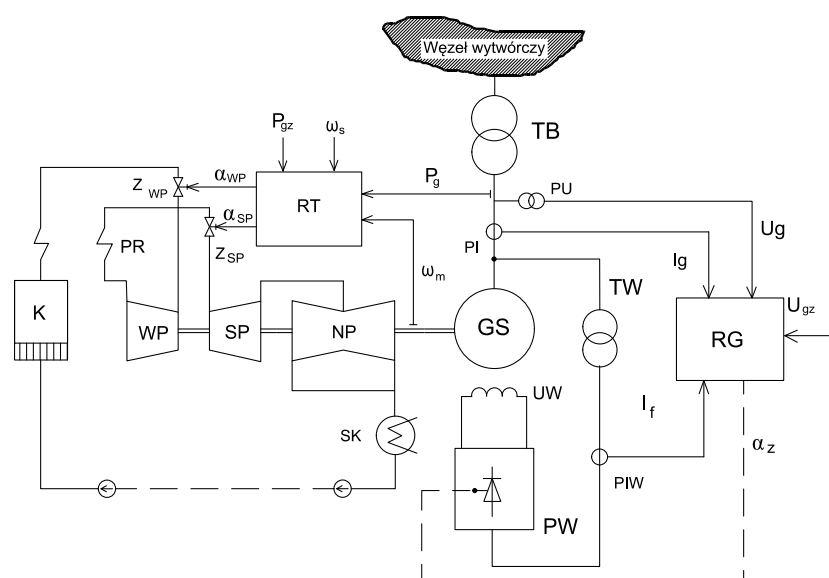 Węzeł wytwórczy
TB
P_gz
ω_s
Z_WP
α_WP
RT
P_g
PU
α_SP
PR
Z_SP
PI
Ug
Ig
ω_m
TW
K
U_gz
WP
SP
NP
GS
RG
UW
I_f
SK
α_z
PIW
PW